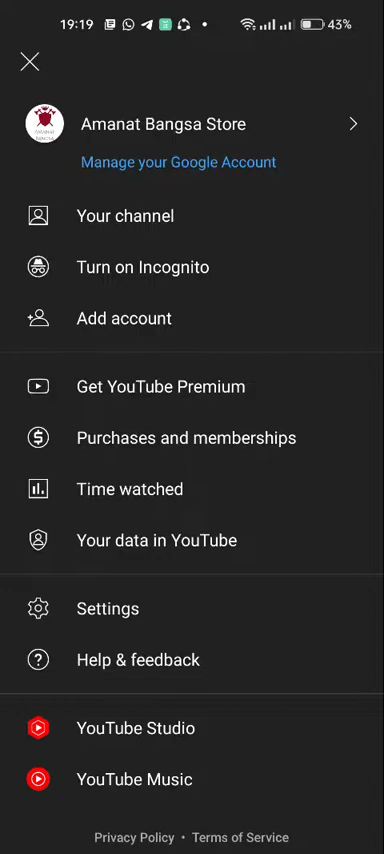 19:19
43%
Amanat Bangsa Store
Manage your Google Account
Your channel
Turn on Incognito
Add account
Get YouTube Premium
Purchases and memberships
Time watched
Your data in YouTube
Settings
Help & feedback
YouTube Studio
YouTube Music
Privacy Policy • Terms of Service